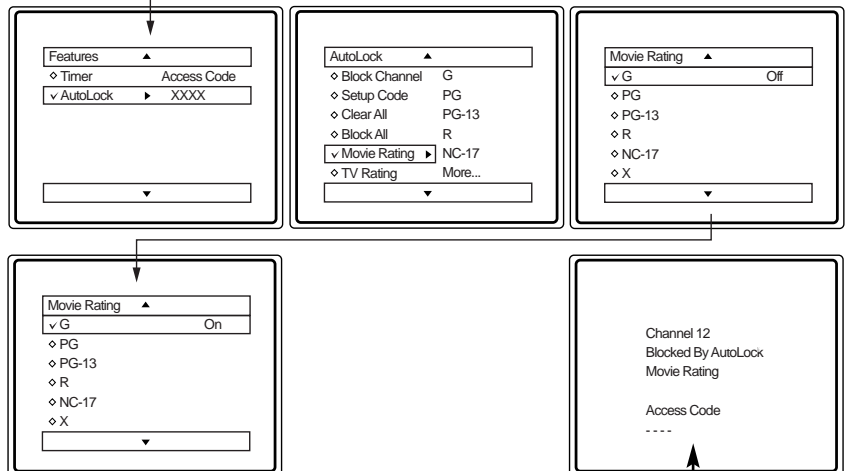 Features
Timer Access Code
AutoLock XXXX
AutoLock
Block Channel G
Setup Code PG
Clear All PG-13
Block All R
Movie Rating NC-17
TV Rating More...
Movie Rating
G Off
PG
PG-13
R
NC-17
X
Movie Rating
G On
PG
PG-13
R
NC-17
X
Channel 12
Blocked By AutoLock
Movie Rating
Access Code
- - - -